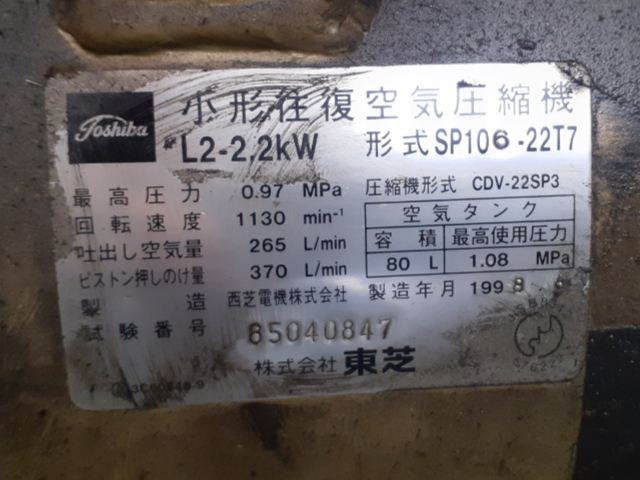 Toshiba
小形往復空気圧縮機
L2-2.2kW 形式 SP106-22T7
最高圧力 0.97 MPa
回転速度 1130 min⁻¹
吐出し空気量 265 L/min
ピストン押しのけ量 370 L/min
圧縮機形式 CDV-22SP3
空気タンク
容積 最高使用圧力
80 L 1.08 MPa
製造 西芝電機株式会社 製造年月 1998
試験番号 85040847
株式会社 東芝